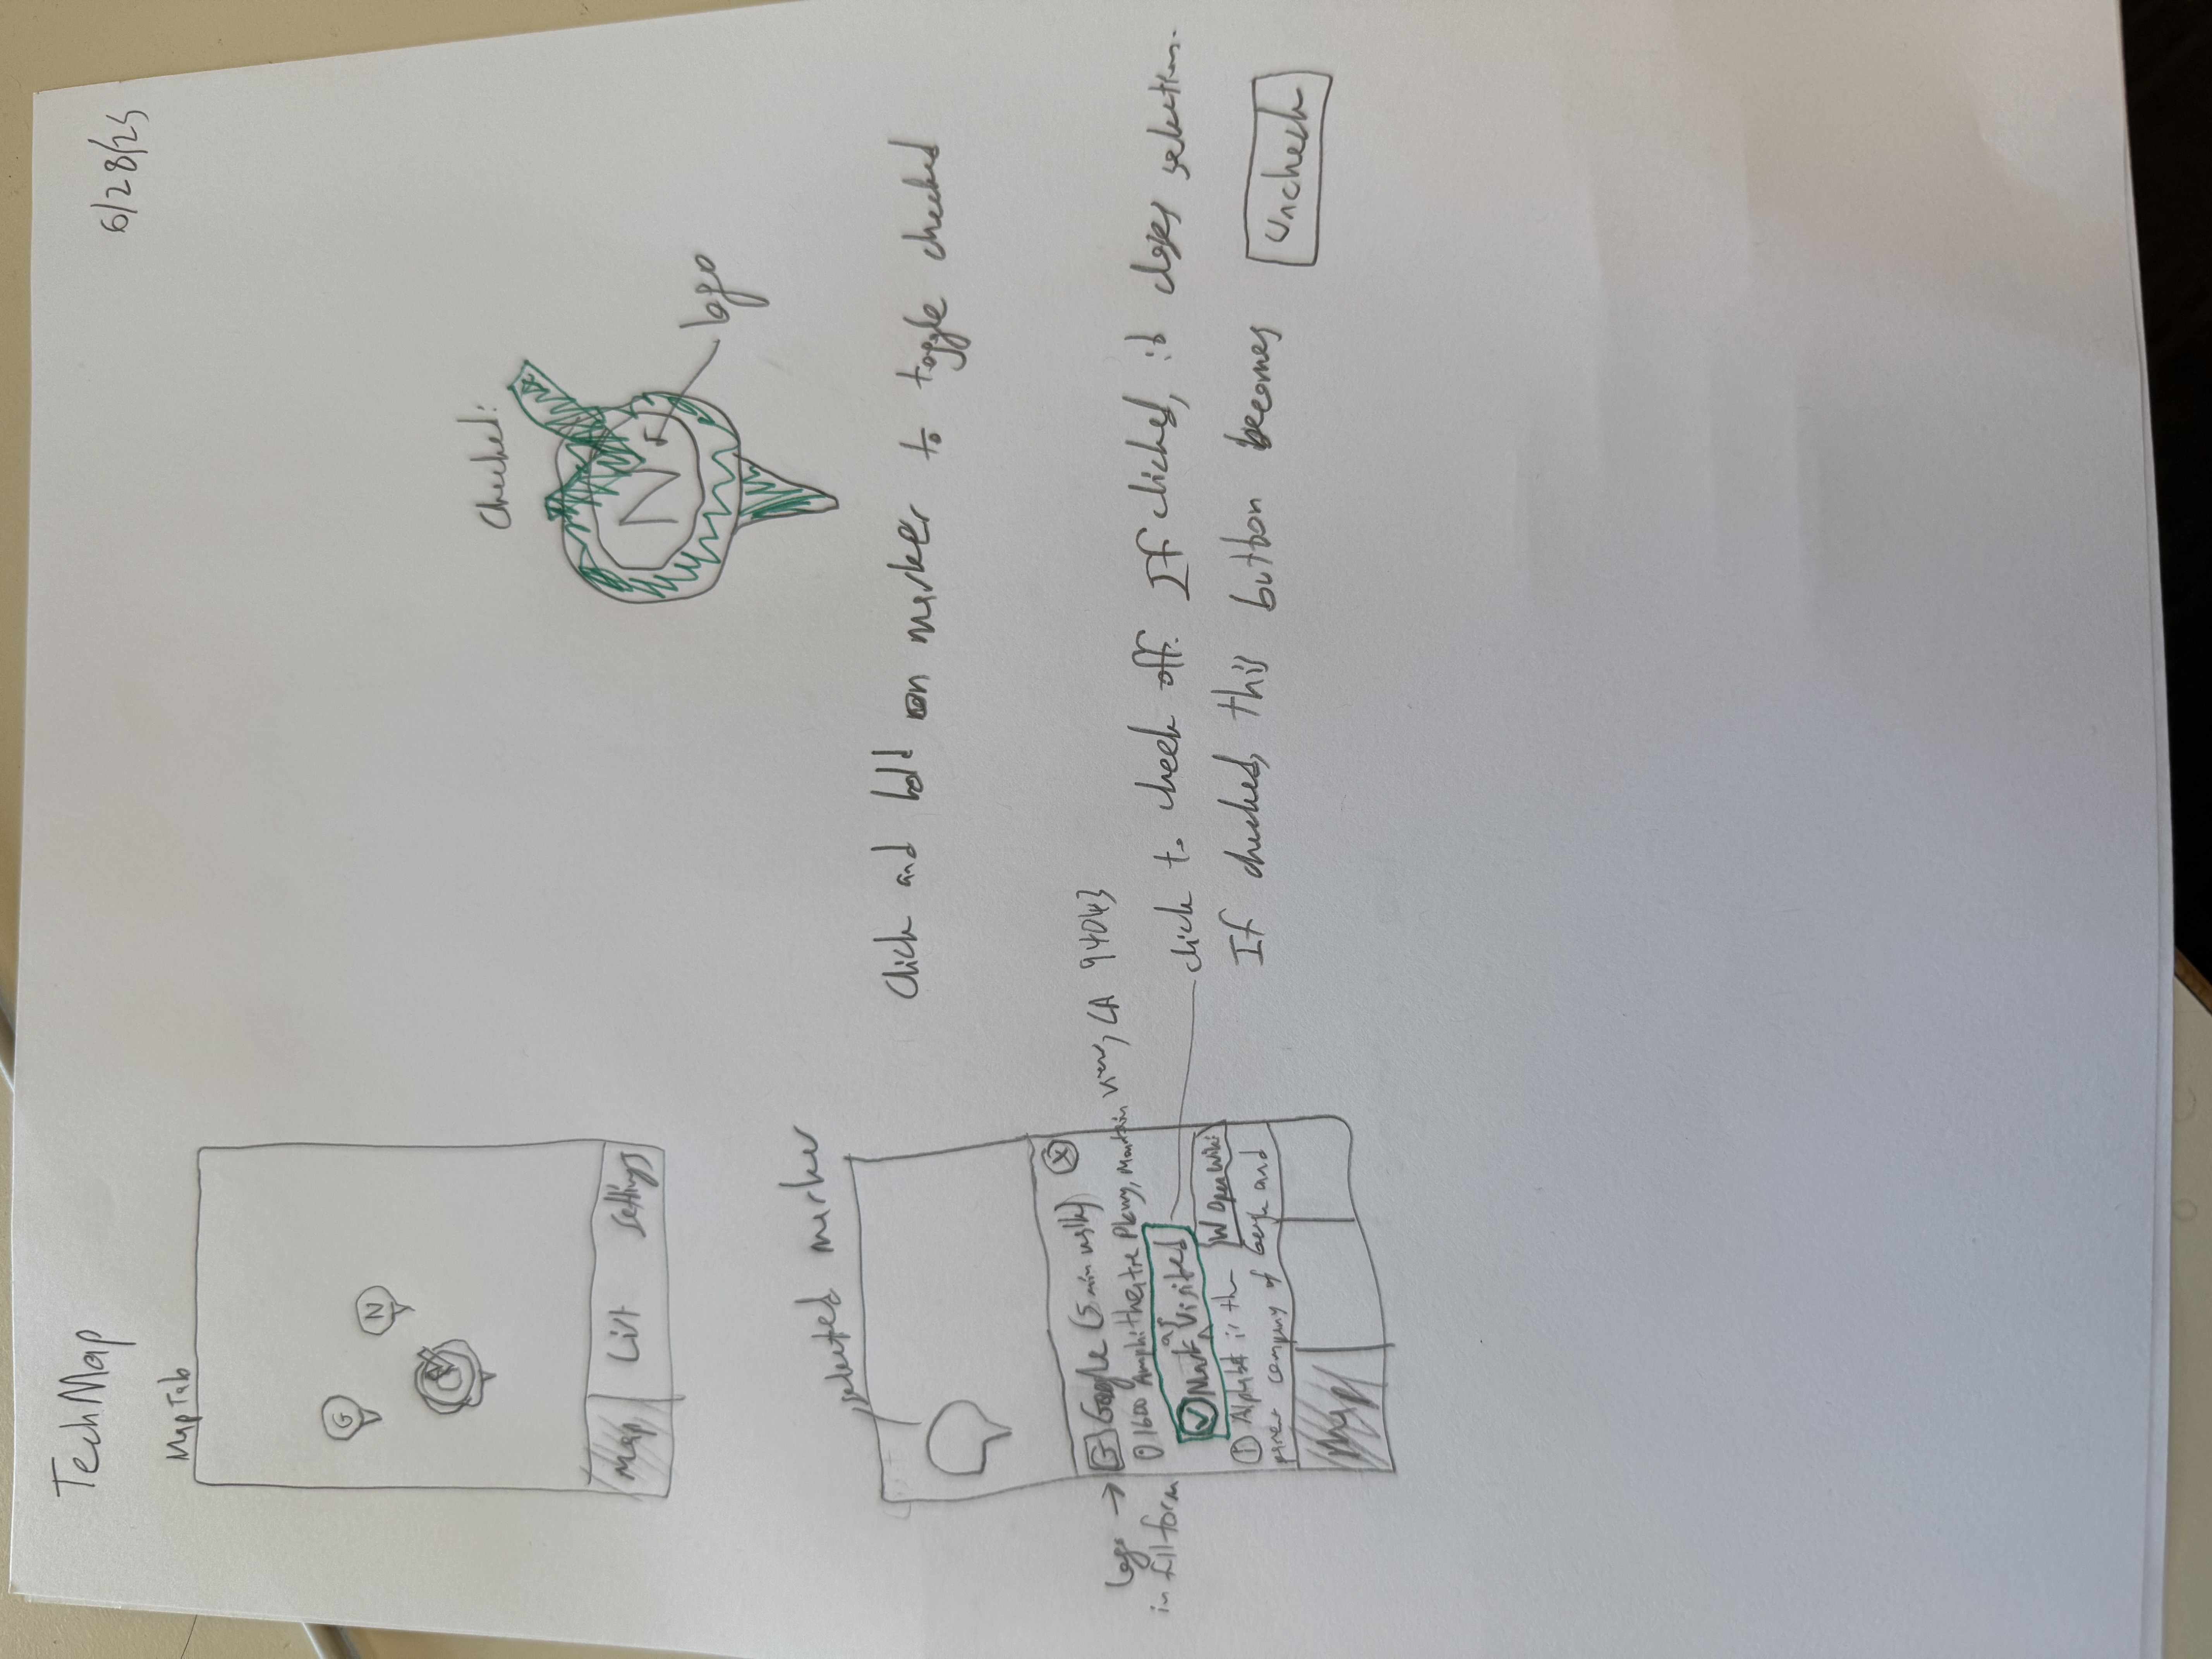 TechMap
6/28/25
Map Tab
G
N
Map
List
Settings
Checked:
N
logo
selected marker
Click and hold on marker to toggle checked
G Google (5 min walk) X
logo
in full form
1600 Amphitheatre Pkwy, Mountain View, CA 94043
Mark as Visited
click to check off. If clicked, it closes selection.
W Open Wiki
If checked, this button becomes Uncheck
Alphabet is the
parent company of Google and
Map